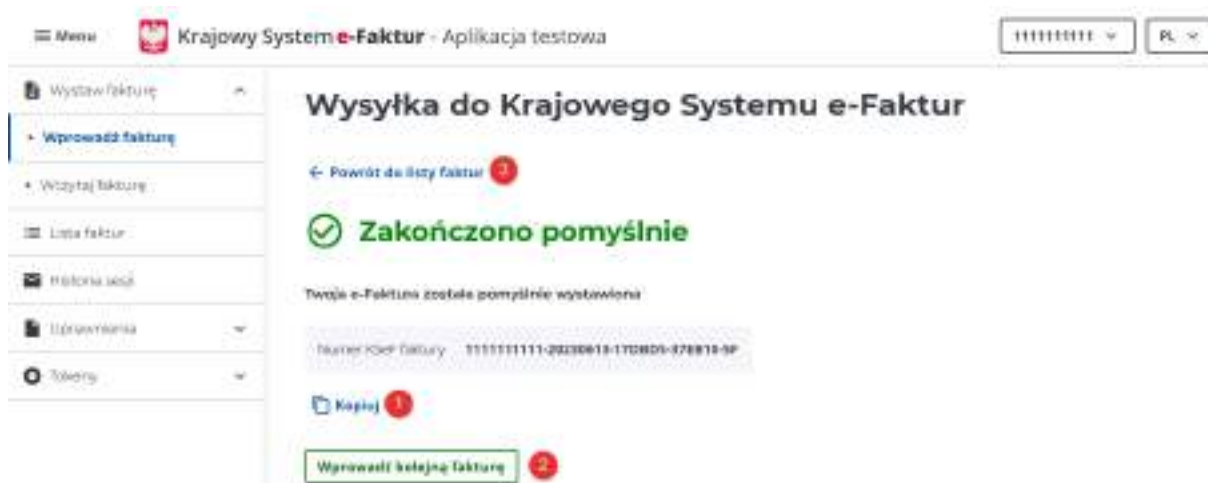 Menu
Krajowy System e-Faktur - Aplikacja testowa
1111111111
PL
Wystaw fakturę
Wprowadź fakturę
Wczytaj fakturę
Lista faktur
Historia sesji
Uprawnienia
Tokeny
Wysyłka do Krajowego Systemu e-Faktur
← Powrót do listy faktur 3
Zakończono pomyślnie
Twoja e-Faktura została pomyślnie wystawiona
Numer KSeF faktury
Kopiuj 1
Wprowadź kolejną fakturę 2